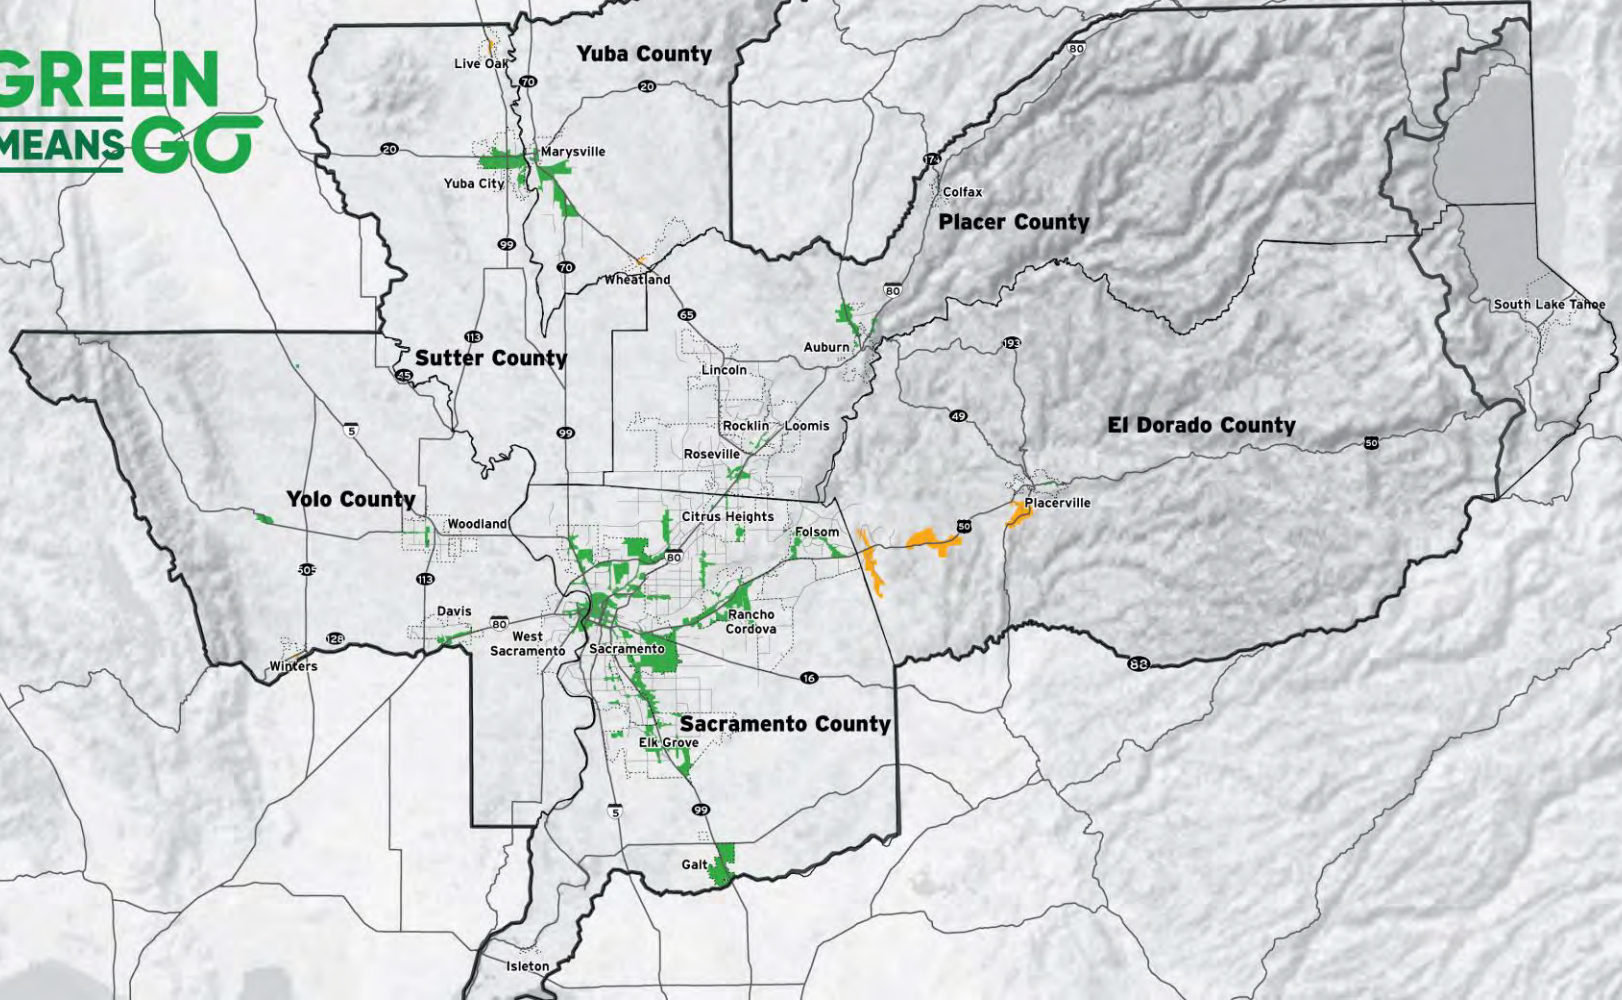 GREEN
MEANS GO
Yuba County
Live Oak
80
70
20
20
Marysville
174
Yuba City
Colfax
Placer County
99
70
Wheatland
80
South Lake Tahoe
65
113
193
Auburn
Sutter County
Lincoln
45
49
El Dorado County
Rocklin
Loomis
5
99
50
Roseville
Yolo County
Placerville
Citrus Heights
Woodland
50
Folsom
80
505
113
Davis
Rancho
Cordova
80
West
Sacramento
128
Sacramento
Winters
88
16
Sacramento County
Elk Grove
5
99
Galt
Isleton